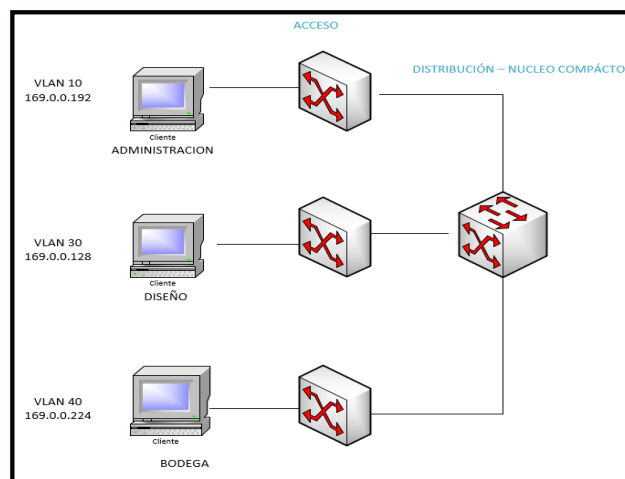 ACCESO
DISTRIBUCIÓN – NUCLEO COMPÁCTO
VLAN 10
169.0.0.192
Cliente
ADMINISTRACION
VLAN 30
169.0.0.128
Cliente
DISEÑO
VLAN 40
169.0.0.224
Cliente
BODEGA